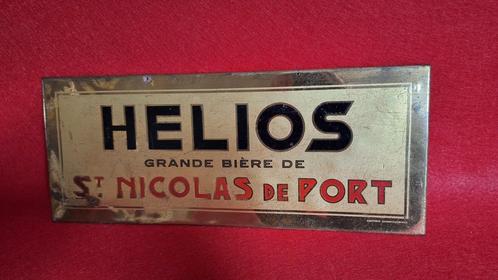 HELIOS
GRANDE BIÈRE DE
ST. NICOLAS DE PORT